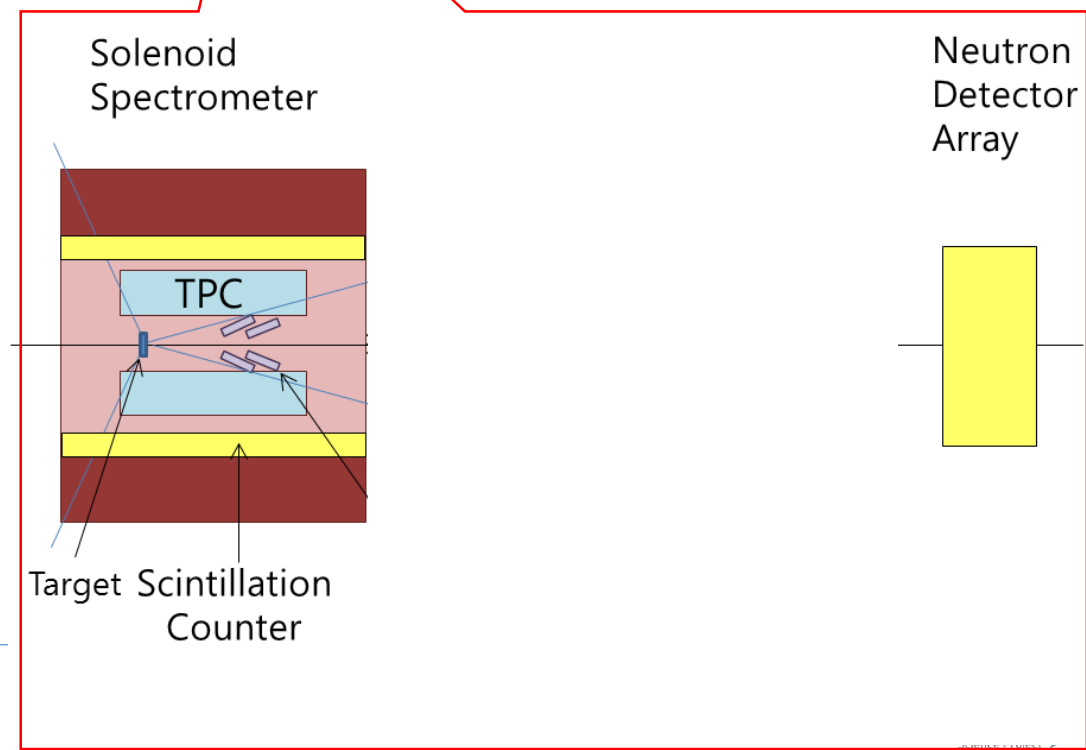 Solenoid
Spectrometer
Neutron
Detector
Array
TPC
Target
Scintillation
Counter